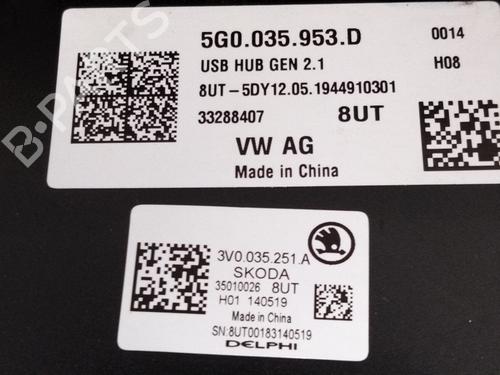 5G0.035.953.D 0014
USB HUB GEN 2.1 H08
8UT-5DY12.05.1944910301
33288407 8UT
VW AG
Made in China
3V0.035.251.A
SKODA
35010026 8UT
H01 140519
Made in China
SN:8UT00183140519
DELPHI
B-PARTS